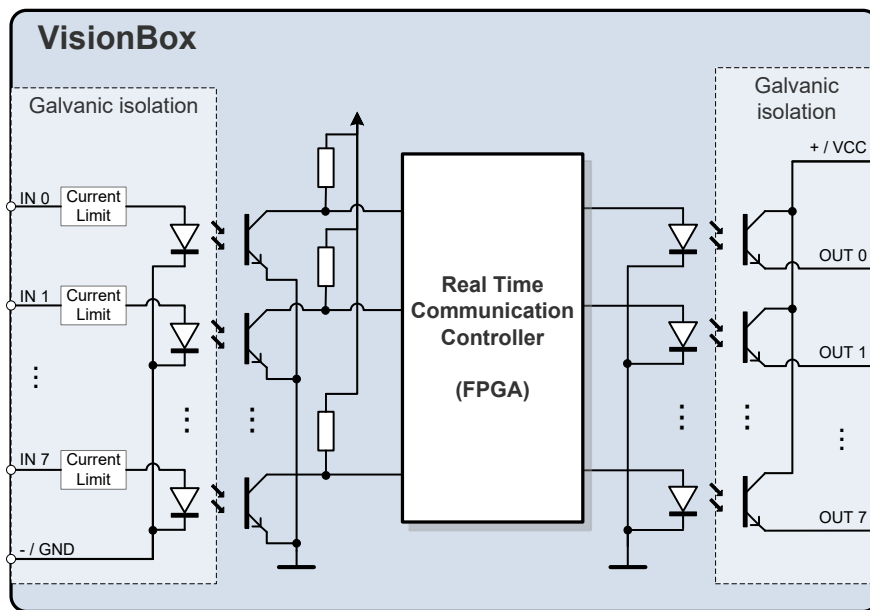 VisionBox
Galvanic isolation
Galvanic
isolation
+ / VCC
IN 0
Current
Limit
OUT 0
IN 1
Current
Limit
Real Time
Communication
Controller
(FPGA)
OUT 1
...
...
...
...
...
...
IN 7
Current
Limit
OUT 7
- / GND